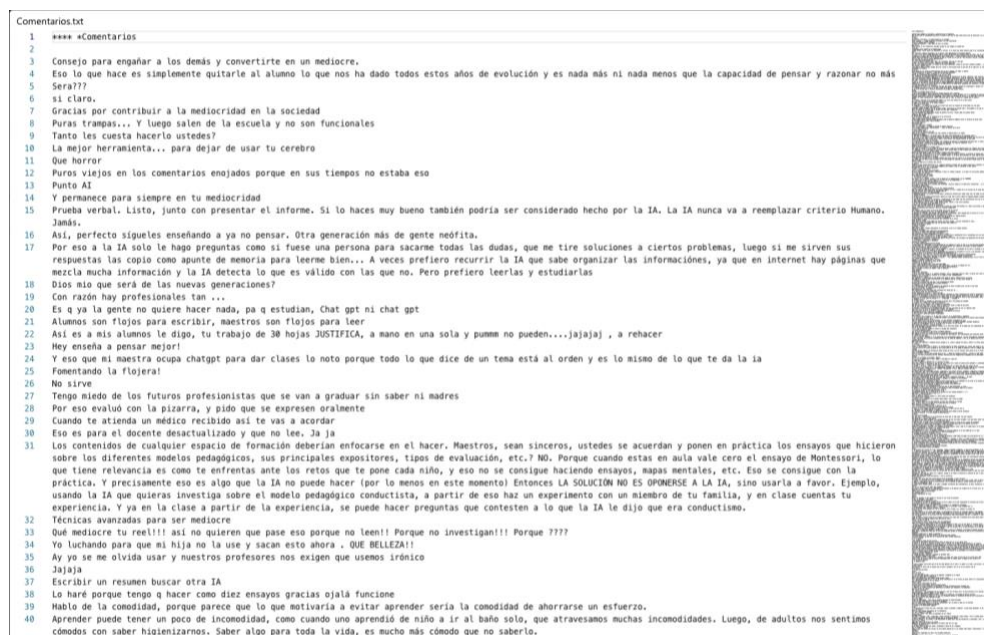 Comentarios.txt
1 **** *Comentarios
2
3 Consejo para engañar a los demás y convertirte en un mediocre.
4 Eso lo que hace es simplemente quitarle al alumno lo que nos ha dado todos estos años de evolución y es nada más ni nada menos que la capacidad de pensar y razonar no más
5 Sera???
6 si claro.
7 Gracias por contribuir a la mediocridad en la sociedad
8 Puras trampas... Y luego salen de la escuela y no son funcionales
9 Tanto les cuesta hacerlo ustedes?
10 La mejor herramienta... para dejar de usar tu cerebro
11 Que horror
12 Puros viejos en los comentarios enojados porque en sus tiempos no estaba eso
13 Punto AI
14 Y permanece para siempre en tu mediocridad
15 Prueba verbal. Listo, junto con presentar el informe. Si lo haces muy bueno también podría ser considerado hecho por la IA. La IA nunca va a reemplazar criterio Humano.
Jamás.
16 Así, perfecto sígueles enseñando a ya no pensar. Otra generación más de gente neófita.
17 Por eso a la IA solo le hago preguntas como si fuese una persona para sacarme todas las dudas, que me tire soluciones a ciertos problemas, luego si me sirven sus
respuestas las copio como apunte de memoria para leerme bien... A veces prefiero recurrir la IA que sabe organizar las informaciónes, ya que en internet hay páginas que
mezcla mucha información y la IA detecta lo que es válido con las que no. Pero prefiero leerlas y estudiarlas
18 Dios mio que será de las nuevas generaciones?
19 Con razón hay profesionales tan ...
20 Es q ya la gente no quiere hacer nada, pa q estudian, Chat gpt ni chat gpt
21 Alumnos son flojos para escribir, maestros son flojos para leer
22 Así es a mis alumnos le digo, tu trabajo de 30 hojas JUSTIFICA, a mano en una sola y pummm no pueden....jajajaj , a rehacer
23 Hey enseña a pensar mejor!
24 Y eso que mi maestra ocupa chatgpt para dar clases lo noto porque todo lo que dice de un tema está al orden y es lo mismo de lo que te da la ia
25 Fomentando la flojera!
26 No sirve
27 Tengo miedo de los futuros profesionistas que se van a graduar sin saber ni madres
28 Por eso evaluó con la pizarra, y pido que se expresen oralmente
29 Cuando te atienda un médico recibido así te vas a acordar
30 Eso es para el docente desactualizado y que no lee. Ja ja
31 Los contenidos de cualquier espacio de formación deberían enfocarse en el hacer. Maestros, sean sinceros, ustedes se acuerdan y ponen en práctica los ensayos que hicieron
sobre los diferentes modelos pedagógicos, sus principales expositores, tipos de evaluación, etc.? NO. Porque cuando estas en aula vale cero el ensayo de Montessori, lo
que tiene relevancia es como te enfrentas ante los retos que te pone cada niño, y eso no se consigue haciendo ensayos, mapas mentales, etc. Eso se consigue con la
práctica. Y precisamente eso es algo que la IA no puede hacer (por lo menos en este momento) Entonces LA SOLUCIÓN NO ES OPONERSE A LA IA, sino usarla a favor. Ejemplo,
usando la IA que quieras investiga sobre el modelo pedagógico conductista, a partir de eso haz un experimento con un miembro de tu familia, y en clase cuentas tu
experiencia. Y ya en la clase a partir de la experiencia, se puede hacer preguntas que contesten a lo que la IA le dijo que era conductismo.
32 Técnicas avanzadas para ser mediocre
33 Qué mediocre tu reel!!! así no quieren que pase eso porque no leen!! Porque no investigan!!! Porque ????
34 Yo luchando para que mi hija no la use y sacan esto ahora . QUE BELLEZA!!
35 Ay yo se me olvida usar y nuestros profesores nos exigen que usemos irónico
36 Jajaja
37 Escribir un resumen buscar otra IA
38 Lo haré porque tengo q hacer como diez ensayos gracias ojalá funcione
39 Hablo de la comodidad, porque parece que lo que motivaría a evitar aprender sería la comodidad de ahorrarse un esfuerzo.
40 Aprender puede tener un poco de incomodidad, como cuando uno aprendió de niño a ir al baño solo, que atravesamos muchas incomodidades. Luego, de adultos nos sentimos
cómodos con saber higienizarnos. Saber algo para toda la vida, es mucho más cómodo que no saberlo.